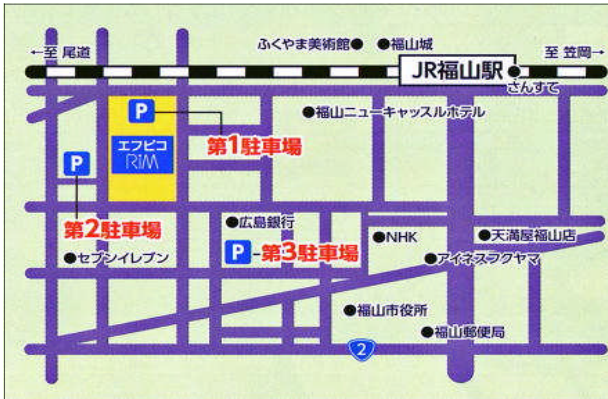 ふくやま美術館
福山城
←至 尾道
至 笠岡→
JR福山駅
さんすて
P
福山ニューキャッスルホテル
エフピコ
RiM
第1駐車場
P
第2駐車場
広島銀行
P
第3駐車場
NHK
天満屋福山店
セブンイレブン
アイネスフクヤマ
福山市役所
福山郵便局
2